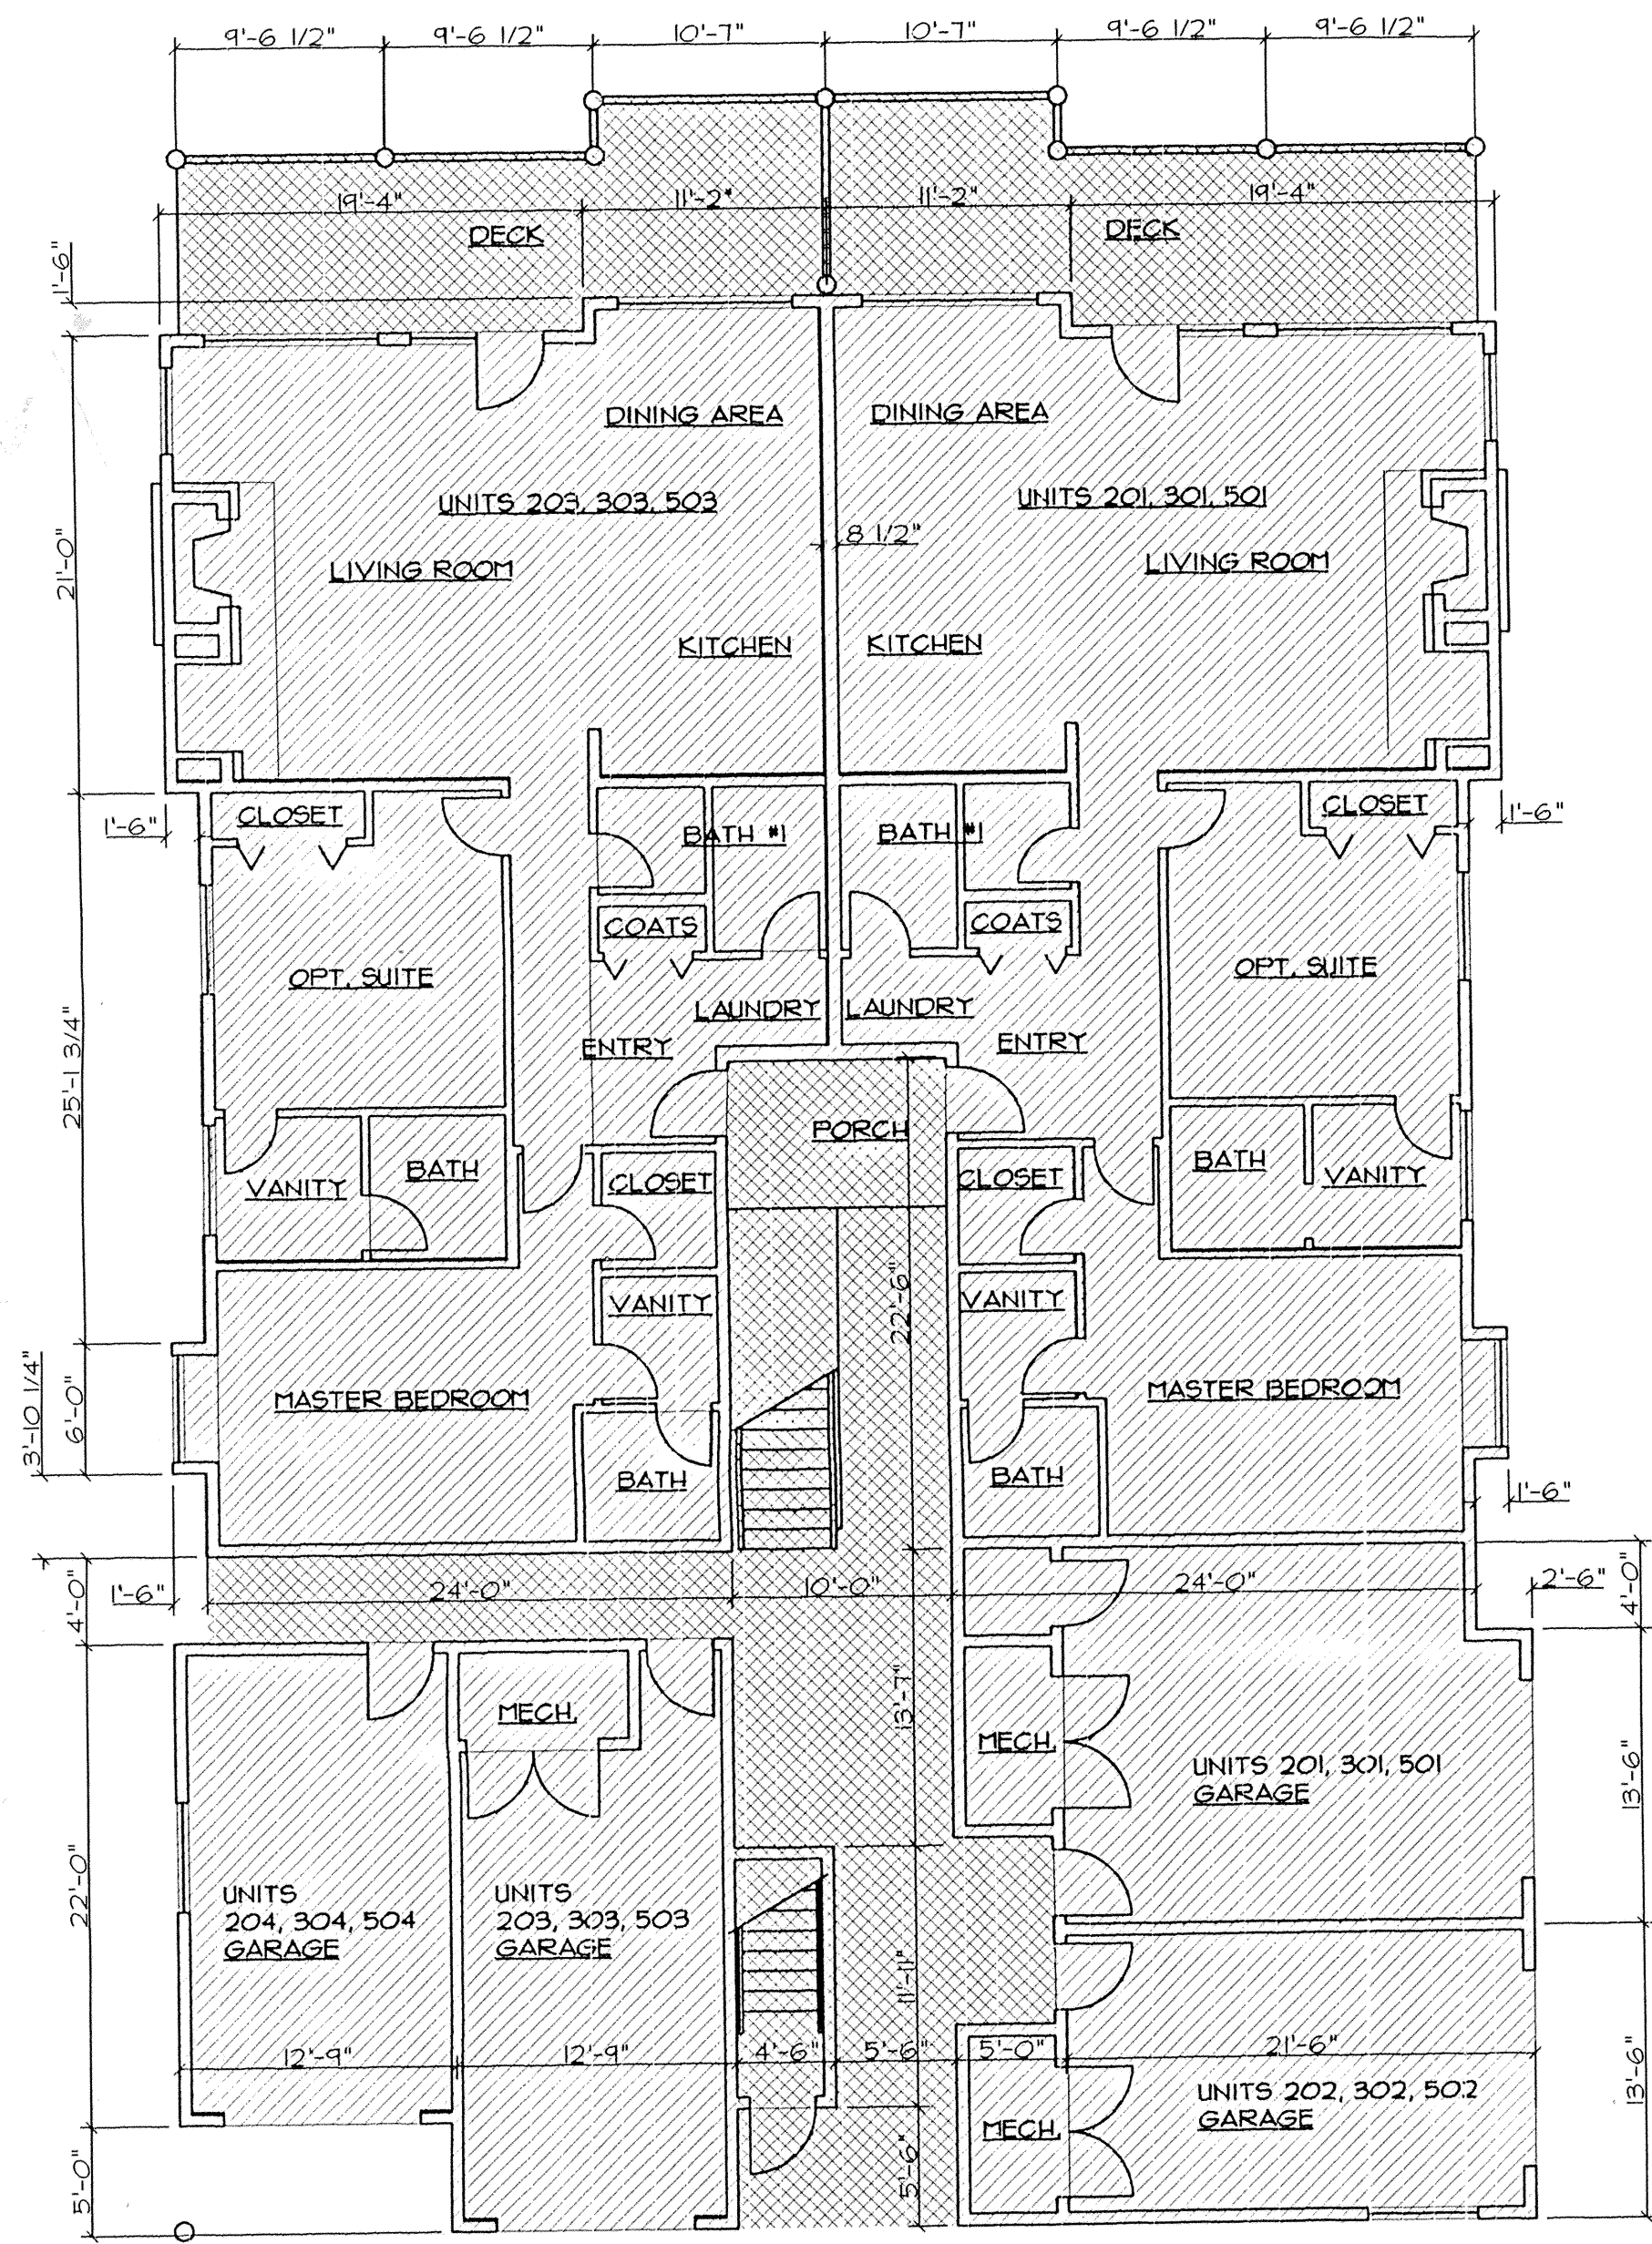 9'-6 1/2" 9'-6 1/2" 10'-7" 10'-7" 9'-6 1/2" 9'-6 1/2"
19'-4" 11'-2" 11'-2" 19'-4"
DECK DECK
1'-6"
DINING AREA DINING AREA
UNITS 203, 303, 503 UNITS 201, 301, 501
8 1/2"
LIVING ROOM LIVING ROOM
21'-0"
KITCHEN KITCHEN
CLOSET CLOSET
1'-6" 1'-6"
BATH #1 BATH #1
COATS COATS
OPT. SUITE OPT. SUITE
LAUNDRY LAUNDRY
ENTRY ENTRY
25'-1 3/4"
PORCH
BATH BATH
VANITY CLOSET CLOSET VANITY
22'-6"
VANITY VANITY
MASTER BEDROOM MASTER BEDROOM
3'-10 1/4" 6'-0"
BATH BATH
1'-6"
4'-0" 1'-6" 24'-0" 10'-0" 24'-0" 2'-6" 4'-0"
13'-7"
MECH. MECH.
UNITS 201, 301, 501
GARAGE
13'-6"
22'-0"
UNITS
204, 304, 504
GARAGE
UNITS
203, 303, 503
GARAGE
11'-11"
12'-9" 12'-9" 4'-6" 5'-6" 5'-0" 21'-6"
13'-6"
UNITS 202, 302, 502
GARAGE
MECH.
5'-0" 5'-6"